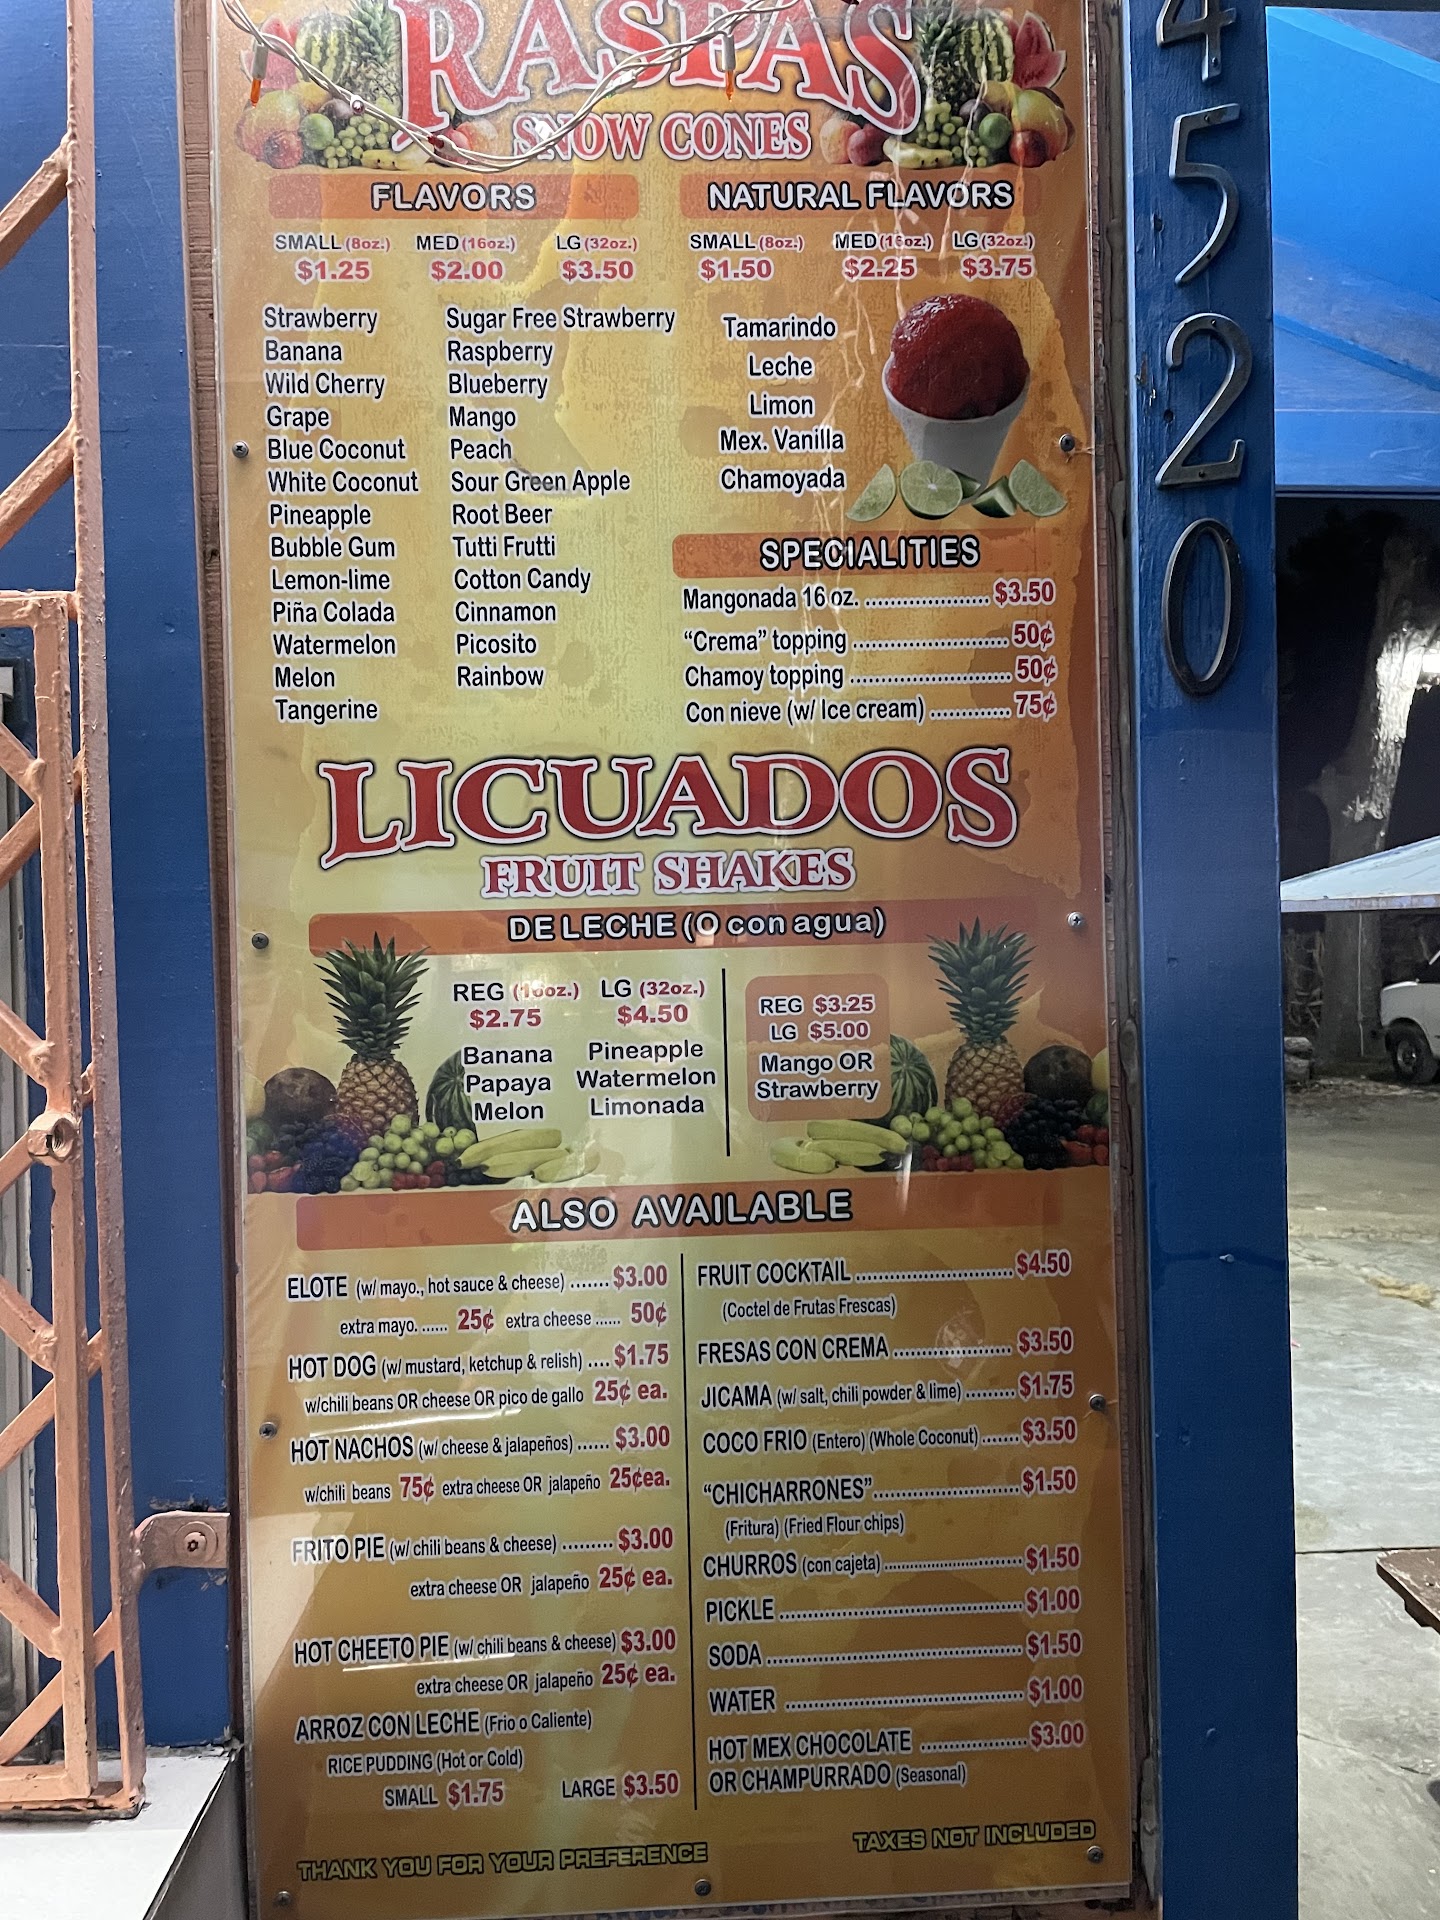 RASPAS
SNOW CONES
FLAVORS
SMALL (8oz.) MED (16oz.) LG (32oz.)
$1.25 $2.00 $3.50
Strawberry
Banana
Wild Cherry
Grape
Blue Coconut
White Coconut
Pineapple
Bubble Gum
Lemon-lime
Piña Colada
Watermelon
Melon
Tangerine
Sugar Free Strawberry
Raspberry
Blueberry
Mango
Peach
Sour Green Apple
Root Beer
Tutti Frutti
Cotton Candy
Cinnamon
Picosito
Rainbow
NATURAL FLAVORS
SMALL (8oz.) MED (16oz.) LG (32oz.)
$1.50 $2.25 $3.75
Tamarindo
Leche
Limon
Mex. Vanilla
Chamoyada
SPECIALITIES
Mangonada 16 oz. .................... $3.50
“Crema” topping ......................... 50¢
Chamoy topping .......................... 50¢
Con nieve (w/ Ice cream) ............. 75¢
4520
LICUADOS
FRUIT SHAKES
DE LECHE (O con agua)
REG (16oz.) LG (32oz.)
$2.75 $4.50
Banana Pineapple
Papaya Watermelon
Melon Limonada
REG $3.25
LG $5.00
Mango OR
Strawberry
ALSO AVAILABLE
ELOTE (w/ mayo., hot sauce & cheese) ....... $3.00
extra mayo. ...... 25¢ extra cheese ...... 50¢
HOT DOG (w/ mustard, ketchup & relish) .... $1.75
w/chili beans OR cheese OR pico de gallo 25¢ ea.
HOT NACHOS (w/ cheese & jalapeños) ...... $3.00
w/chili beans 75¢ extra cheese OR jalapeño 25¢ea.
FRITO PIE (w/ chili beans & cheese) ......... $3.00
extra cheese OR jalapeño 25¢ ea.
HOT CHEETO PIE (w/ chili beans & cheese) $3.00
extra cheese OR jalapeño 25¢ ea.
ARROZ CON LECHE (Frio o Caliente)
RICE PUDDING (Hot or Cold)
SMALL $1.75 LARGE $3.50
FRUIT COCKTAIL ............................ $4.50
(Coctel de Frutas Frescas)
FRESAS CON CREMA ..................... $3.50
JICAMA (w/ salt, chili powder & lime) ......... $1.75
COCO FRIO (Entero) (Whole Coconut) ....... $3.50
“CHICHARRONES” .......................... $1.50
(Fritura) (Fried Flour chips)
CHURROS (con cajeta) ............................ $1.50
PICKLE ............................................ $1.00
SODA .............................................. $1.50
WATER ........................................... $1.00
HOT MEX CHOCOLATE ................... $3.00
OR CHAMPURRADO (Seasonal)
THANK YOU FOR YOUR PREFERENCE
TAXES NOT INCLUDED